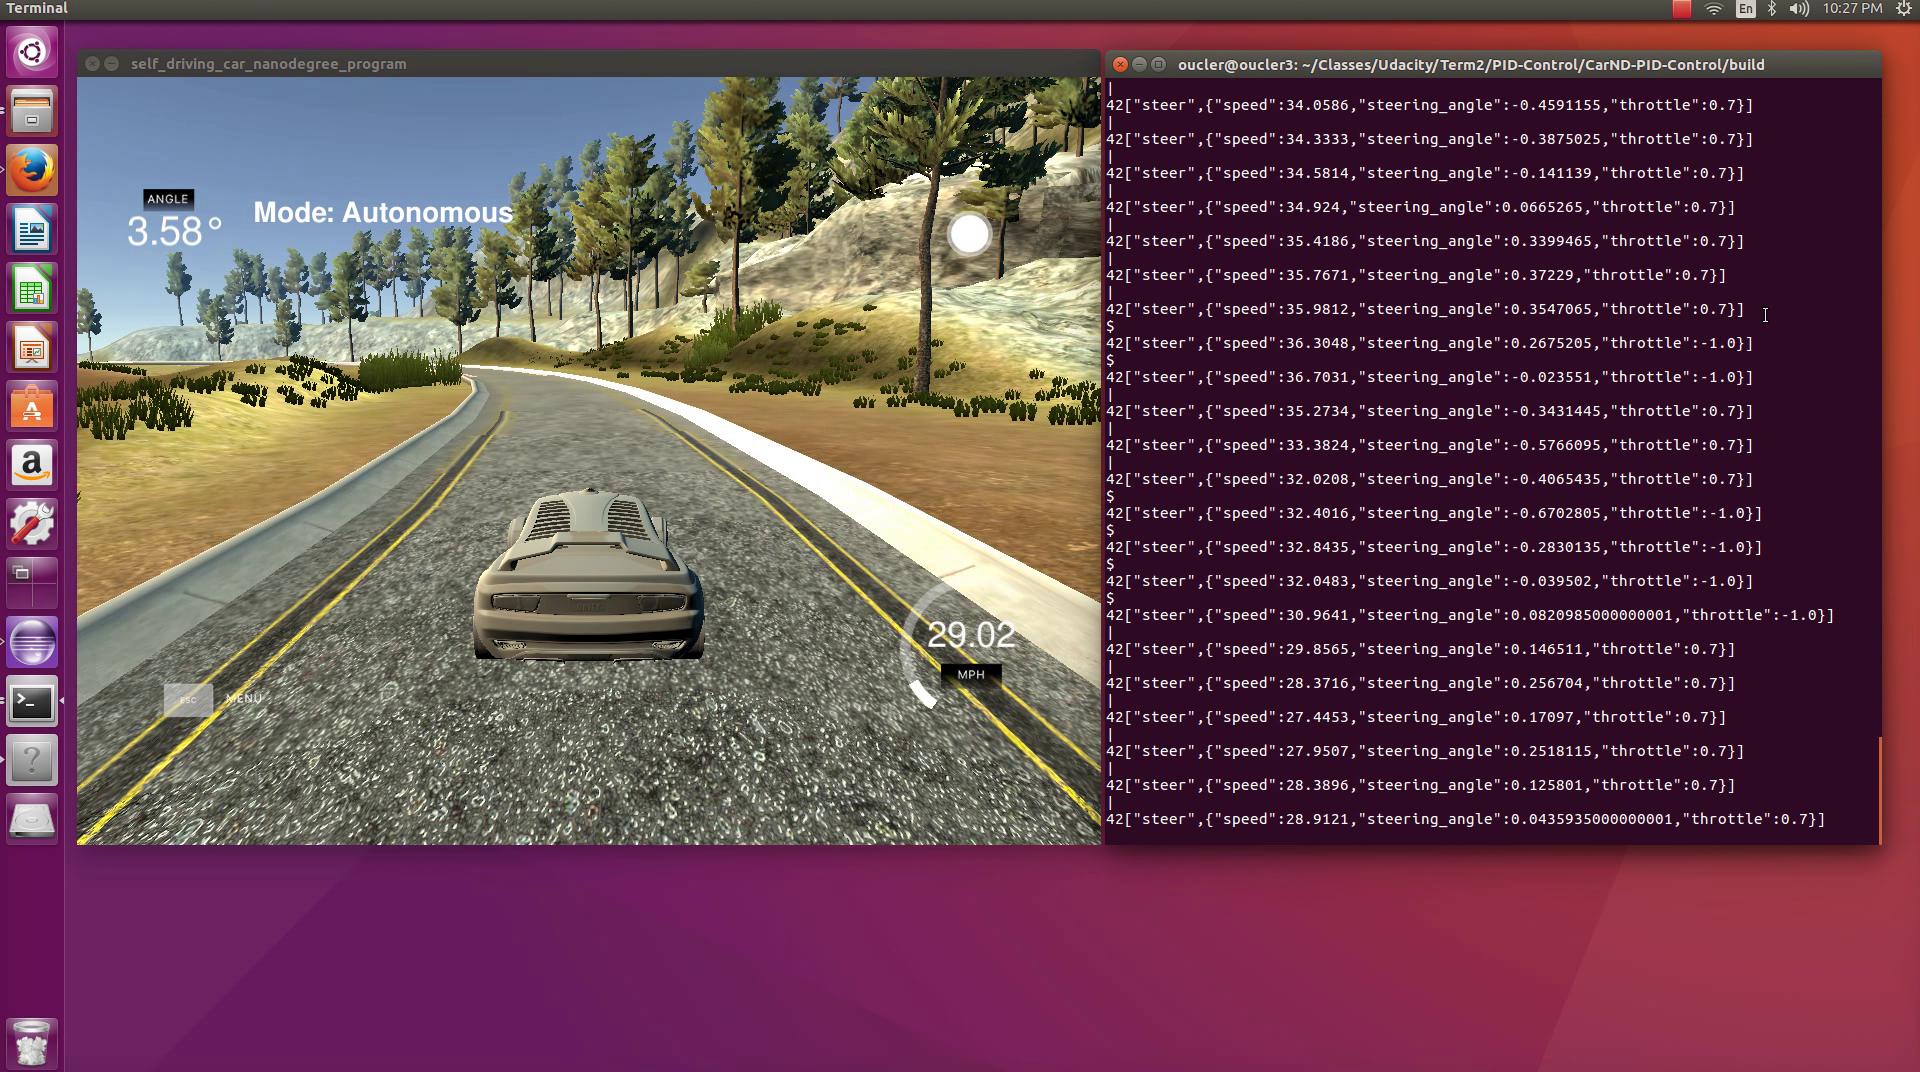 Terminal
En
10:27 PM
self_driving_car_nanodegree_program
ANGLE
3.58°
Mode: Autonomous
29.02
MPH
ESC
MENU
oucler@oucler3: ~/Classes/Udacity/Term2/PID-Control/CarND-PID-Control/build
|
42["steer",{"speed":34.0586,"steering_angle":-0.4591155,"throttle":0.7}]
|
42["steer",{"speed":34.3333,"steering_angle":-0.3875025,"throttle":0.7}]
|
42["steer",{"speed":34.5814,"steering_angle":-0.141139,"throttle":0.7}]
|
42["steer",{"speed":34.924,"steering_angle":0.0665265,"throttle":0.7}]
|
42["steer",{"speed":35.4186,"steering_angle":0.3399465,"throttle":0.7}]
|
42["steer",{"speed":35.7671,"steering_angle":0.37229,"throttle":0.7}]
|
42["steer",{"speed":35.9812,"steering_angle":0.3547065,"throttle":0.7}]
$
42["steer",{"speed":36.3048,"steering_angle":0.2675205,"throttle":-1.0}]
$
42["steer",{"speed":36.7031,"steering_angle":-0.023551,"throttle":-1.0}]
|
42["steer",{"speed":35.2734,"steering_angle":-0.3431445,"throttle":0.7}]
|
42["steer",{"speed":33.3824,"steering_angle":-0.5766095,"throttle":0.7}]
|
42["steer",{"speed":32.0208,"steering_angle":-0.4065435,"throttle":0.7}]
$
42["steer",{"speed":32.4016,"steering_angle":-0.6702805,"throttle":-1.0}]
$
42["steer",{"speed":32.8435,"steering_angle":-0.2830135,"throttle":-1.0}]
$
42["steer",{"speed":32.0483,"steering_angle":-0.039502,"throttle":-1.0}]
$
42["steer",{"speed":30.9641,"steering_angle":0.0820985000000001,"throttle":-1.0}]
|
42["steer",{"speed":29.8565,"steering_angle":0.146511,"throttle":0.7}]
|
42["steer",{"speed":28.3716,"steering_angle":0.256704,"throttle":0.7}]
|
42["steer",{"speed":27.4453,"steering_angle":0.17097,"throttle":0.7}]
|
42["steer",{"speed":27.9507,"steering_angle":0.2518115,"throttle":0.7}]
|
42["steer",{"speed":28.3896,"steering_angle":0.125801,"throttle":0.7}]
|
42["steer",{"speed":28.9121,"steering_angle":0.0435935000000001,"throttle":0.7}]